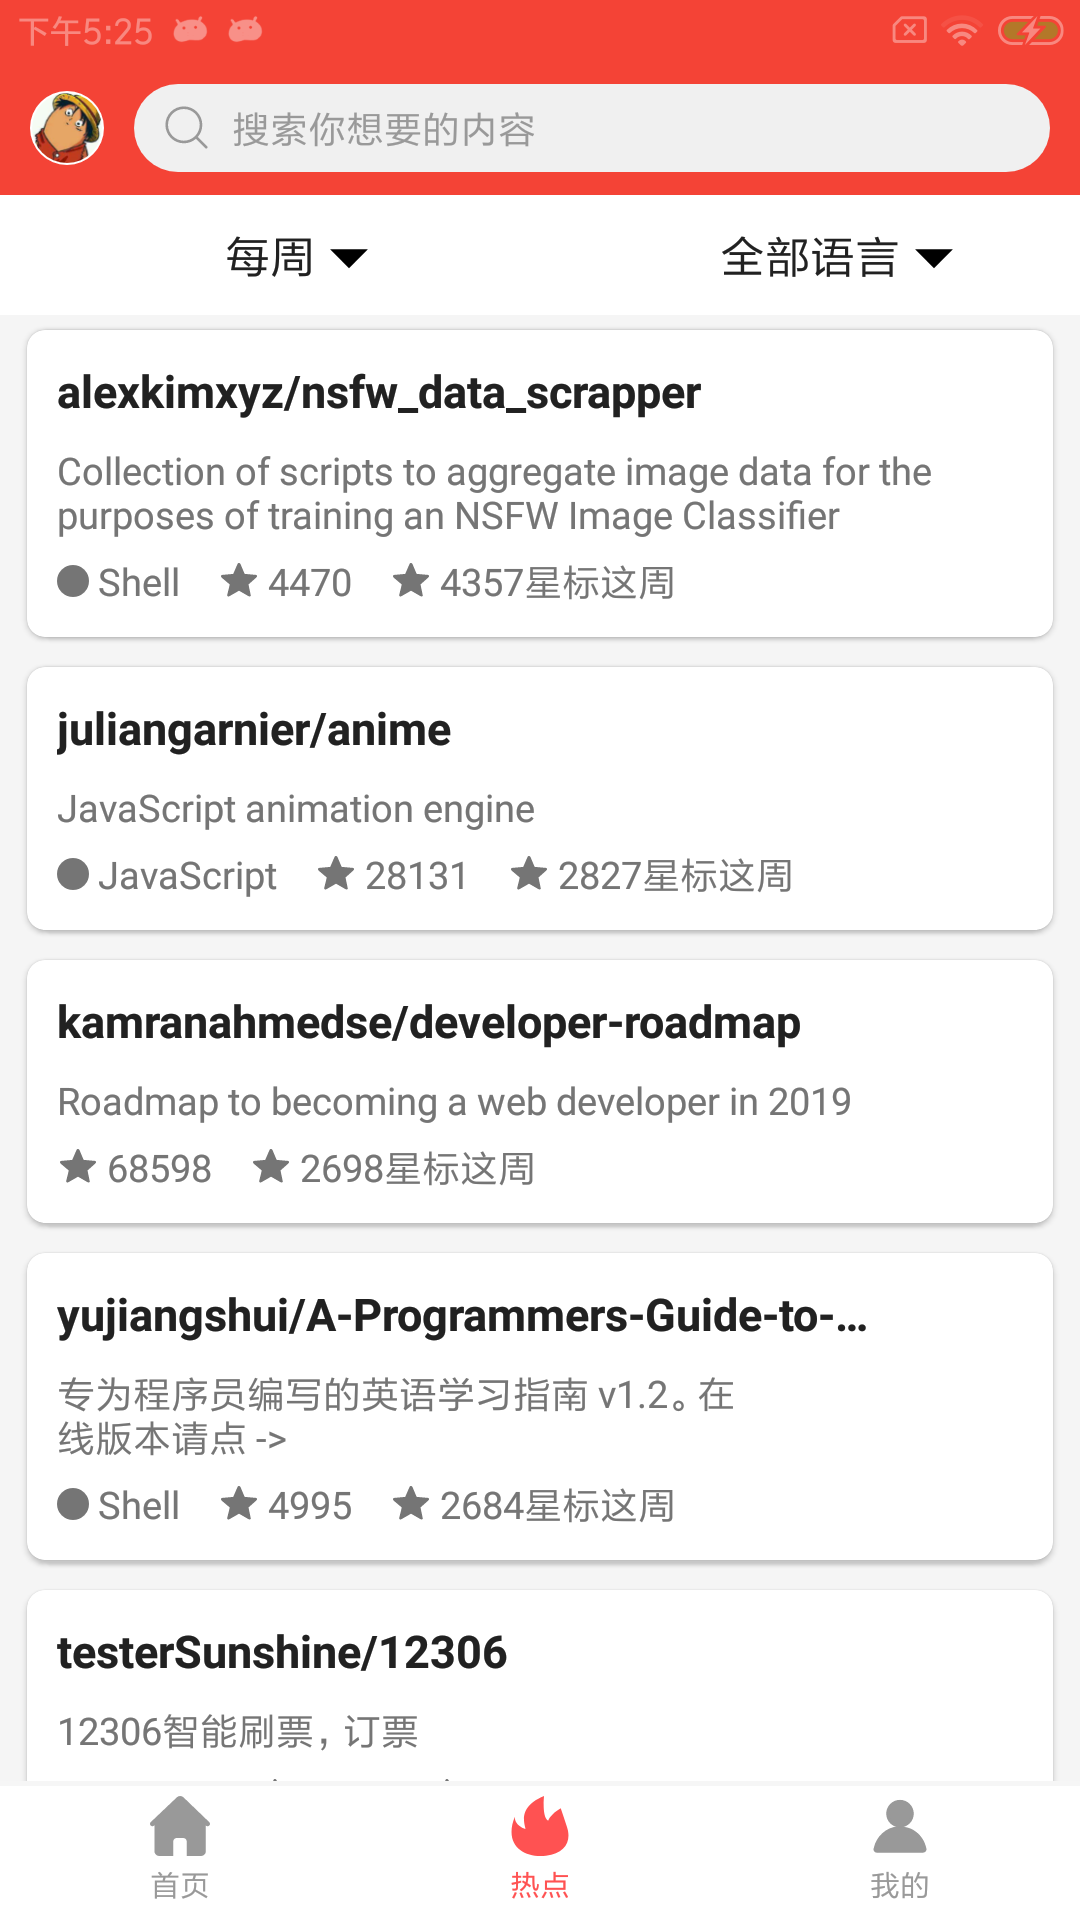 下午5:25
搜索你想要的内容
每周
全部语言
alexkimxyz/nsfw_data_scrapper
Collection of scripts to aggregate image data for the
purposes of training an NSFW Image Classifier
Shell 4470 4357星标这周
juliangarnier/anime
JavaScript animation engine
JavaScript 28131 2827星标这周
kamranahmedse/developer-roadmap
Roadmap to becoming a web developer in 2019
68598 2698星标这周
yujiangshui/A-Programmers-Guide-to-...
专为程序员编写的英语学习指南 v1.2。在
线版本请点 ->
Shell 4995 2684星标这周
testerSunshine/12306
12306智能刷票，订票
首页
热点
我的